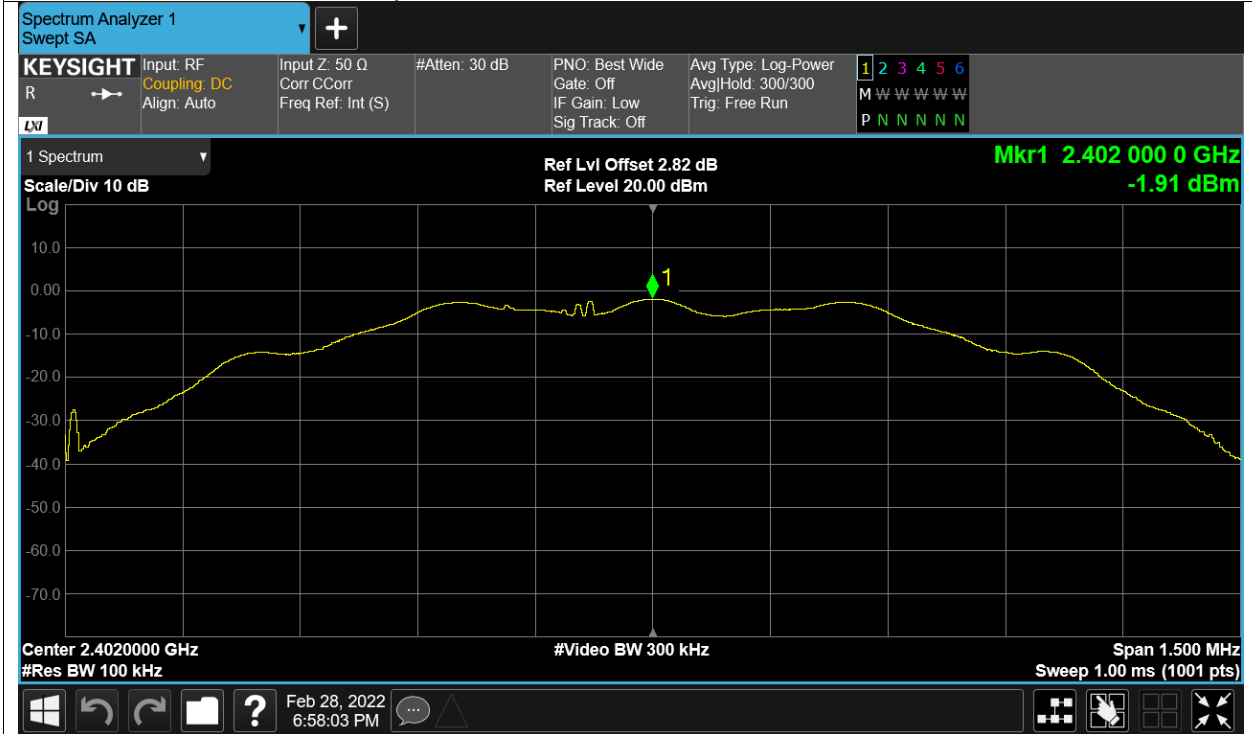 Spectrum Analyzer 1
Swept SA
+
KEYSIGHT
R
LXI
Input: RF
Coupling: DC
Align: Auto
Input Z: 50 Ω
Corr CCorr
Freq Ref: Int (S)
#Atten: 30 dB
PNO: Best Wide
Gate: Off
IF Gain: Low
Sig Track: Off
Avg Type: Log-Power
Avg|Hold: 300/300
Trig: Free Run
1 2 3 4 5 6
M W W W W W
P N N N N N
1 Spectrum
Scale/Div 10 dB
Log
Ref Lvl Offset 2.82 dB
Ref Level 20.00 dBm
Mkr1 2.402 000 0 GHz
-1.91 dBm
10.0
0.00
-10.0
-20.0
-30.0
-40.0
-50.0
-60.0
-70.0
1
Center 2.4020000 GHz
#Res BW 100 kHz
#Video BW 300 kHz
Span 1.500 MHz
Sweep 1.00 ms (1001 pts)
?
Feb 28, 2022
6:58:03 PM